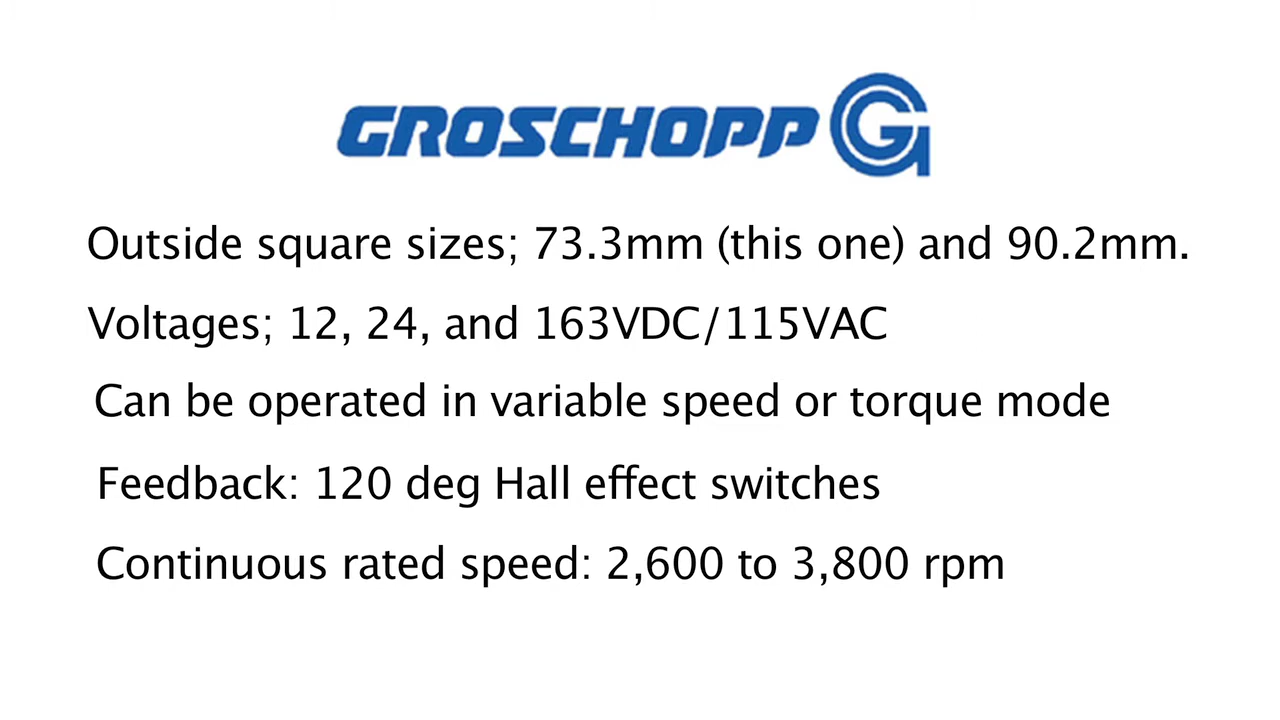 GROSCHOPP G
Outside square sizes; 73.3mm (this one) and 90.2mm.
Voltages; 12, 24, and 163VDC/115VAC
Can be operated in variable speed or torque mode
Feedback: 120 deg Hall effect switches
Continuous rated speed: 2,600 to 3,800 rpm